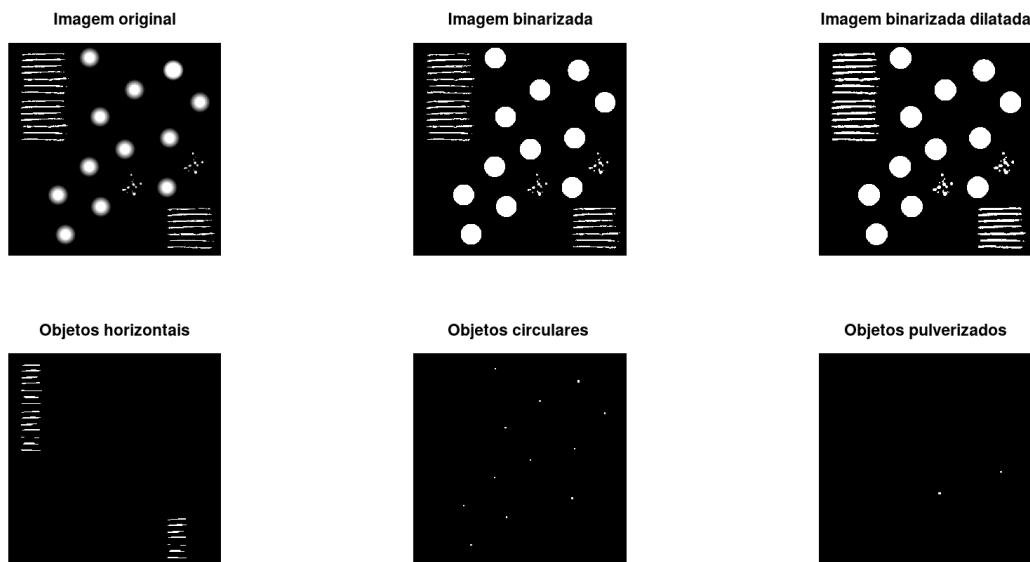 Imagem original
Imagem binarizada
Imagem binarizada dilatada
Objetos horizontais
Objetos circulares
Objetos pulverizados